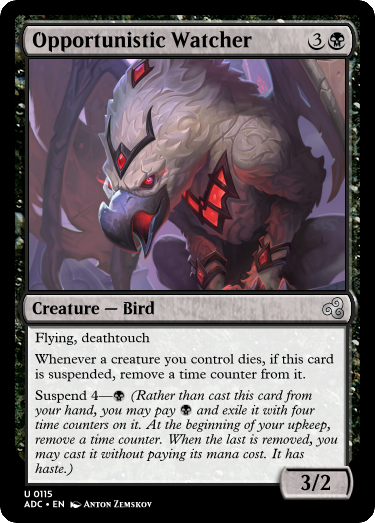 Opportunistic Watcher 3
Creature — Bird
Flying, deathtouch
Whenever a creature you control dies, if this card
is suspended, remove a time counter from it.
Suspend 4— (Rather than cast this card from
your hand, you may pay and exile it with four
time counters on it. At the beginning of your upkeep,
remove a time counter. When the last is removed, you
may cast it without paying its mana cost. It has
haste.)
3/2
U 0115
ADC • EN Anton Zemskov